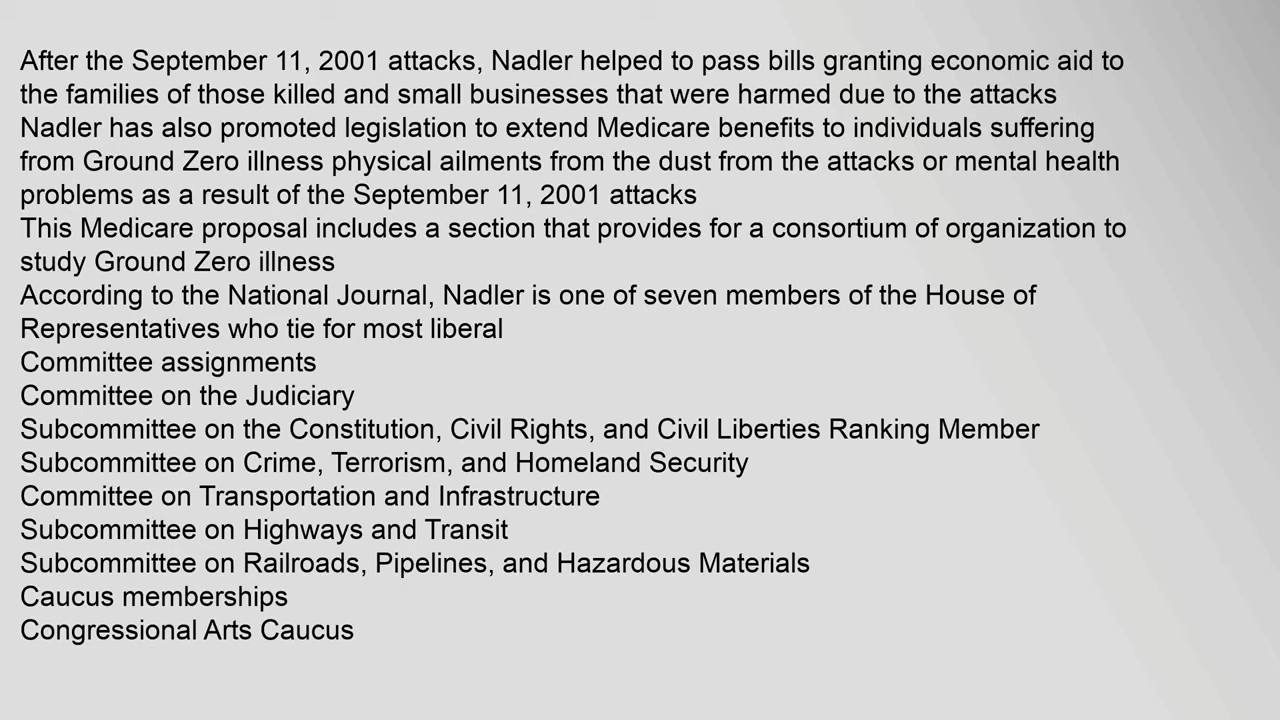 After the September 11, 2001 attacks, Nadler helped to pass bills granting economic aid to
the families of those killed and small businesses that were harmed due to the attacks
Nadler has also promoted legislation to extend Medicare benefits to individuals suffering
from Ground Zero illness physical ailments from the dust from the attacks or mental health
problems as a result of the September 11, 2001 attacks
This Medicare proposal includes a section that provides for a consortium of organization to
study Ground Zero illness
According to the National Journal, Nadler is one of seven members of the House of
Representatives who tie for most liberal
Committee assignments
Committee on the Judiciary
Subcommittee on the Constitution, Civil Rights, and Civil Liberties Ranking Member
Subcommittee on Crime, Terrorism, and Homeland Security
Committee on Transportation and Infrastructure
Subcommittee on Highways and Transit
Subcommittee on Railroads, Pipelines, and Hazardous Materials
Caucus memberships
Congressional Arts Caucus